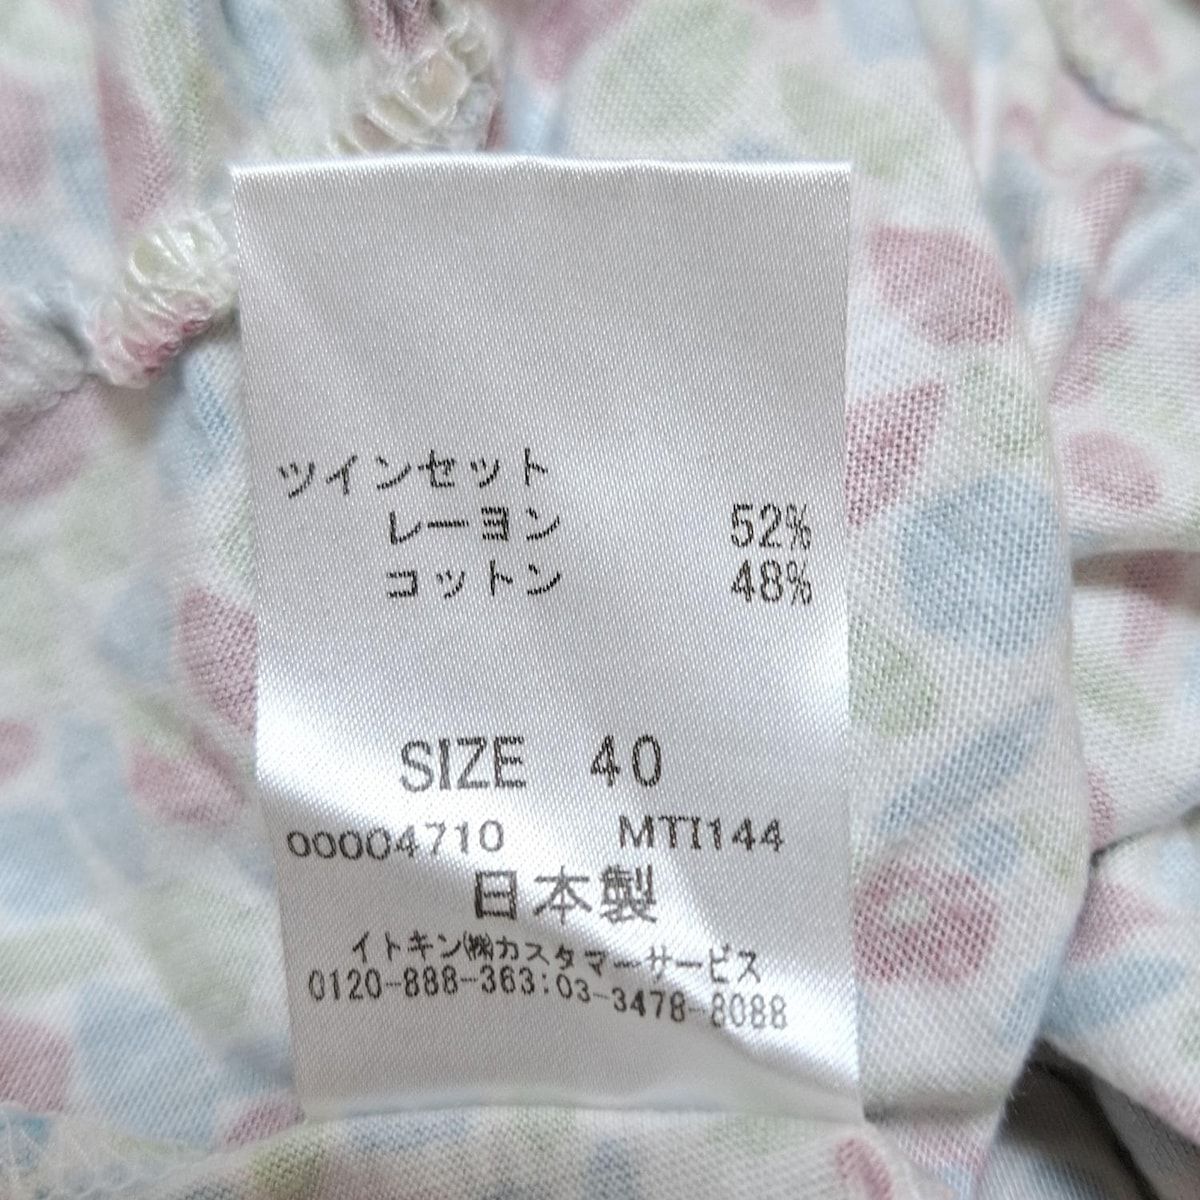 ツインセット
レーヨン 52%
コットン 48%
SIZE 40
00004710 MTI144
日本製
イトキン㈱カスタマーサービス
0120-888-363:03-3478-8088